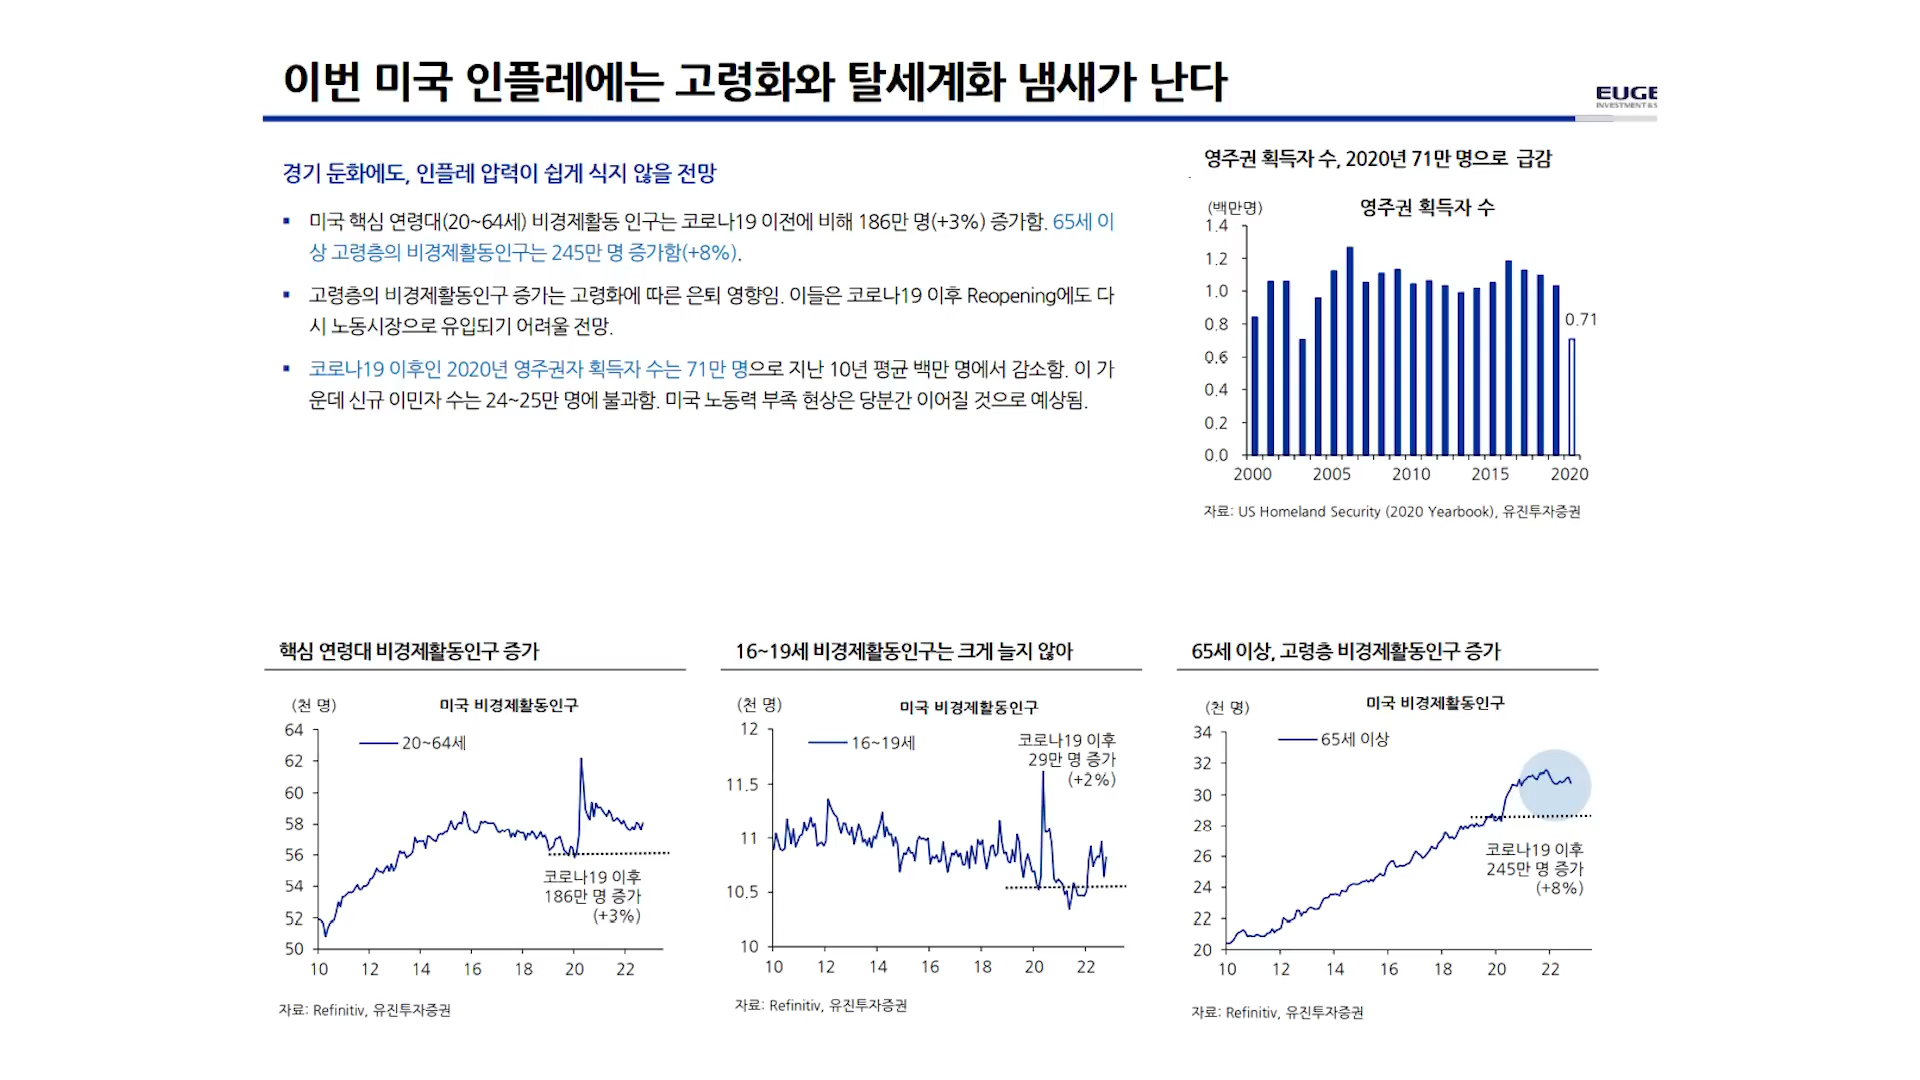 이번 미국 인플레에는 고령화와 탈세계화 냄새가 난다
EUGE
INVESTMENT & S
경기 둔화에도, 인플레 압력이 쉽게 식지 않을 전망
▪ 미국 핵심 연령대(20~64세) 비경제활동 인구는 코로나19 이전에 비해 186만 명(+3%) 증가함. 65세 이
상 고령층의 비경제활동인구는 245만 명 증가함(+8%).
▪ 고령층의 비경제활동인구 증가는 고령화에 따른 은퇴 영향임. 이들은 코로나19 이후 Reopening에도 다
시 노동시장으로 유입되기 어려울 전망.
▪ 코로나19 이후인 2020년 영주권자 획득자 수는 71만 명으로 지난 10년 평균 백만 명에서 감소함. 이 가
운데 신규 이민자 수는 24~25만 명에 불과함. 미국 노동력 부족 현상은 당분간 이어질 것으로 예상됨.
영주권 획득자 수, 2020년 71만 명으로 급감
(백만명)
영주권 획득자 수
1.4
1.2
1.0
0.8
0.6
0.4
0.2
0.0
0.71
2000 2005 2010 2015 2020
자료: US Homeland Security (2020 Yearbook), 유진투자증권
핵심 연령대 비경제활동인구 증가
(천 명)
미국 비경제활동인구
20~64세
64
62
60
58
56
54
52
50
코로나19 이후
186만 명 증가
(+3%)
10 12 14 16 18 20 22
자료: Refinitiv, 유진투자증권
16~19세 비경제활동인구는 크게 늘지 않아
(천 명)
미국 비경제활동인구
16~19세
12
11.5
11
10.5
10
코로나19 이후
29만 명 증가
(+2%)
10 12 14 16 18 20 22
자료: Refinitiv, 유진투자증권
65세 이상, 고령층 비경제활동인구 증가
(천 명)
미국 비경제활동인구
65세 이상
34
32
30
28
26
24
22
20
코로나19 이후
245만 명 증가
(+8%)
10 12 14 16 18 20 22
자료: Refinitiv, 유진투자증권